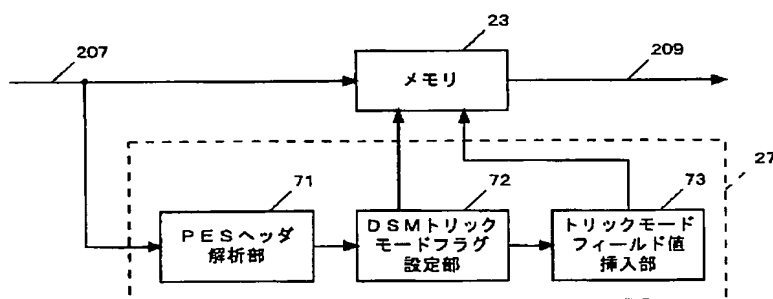 23
207
209
メモリ
27
71
72
73
PESヘッダ
解析部
DSMトリック
モードフラグ
設定部
トリックモード
フィールド値
挿入部